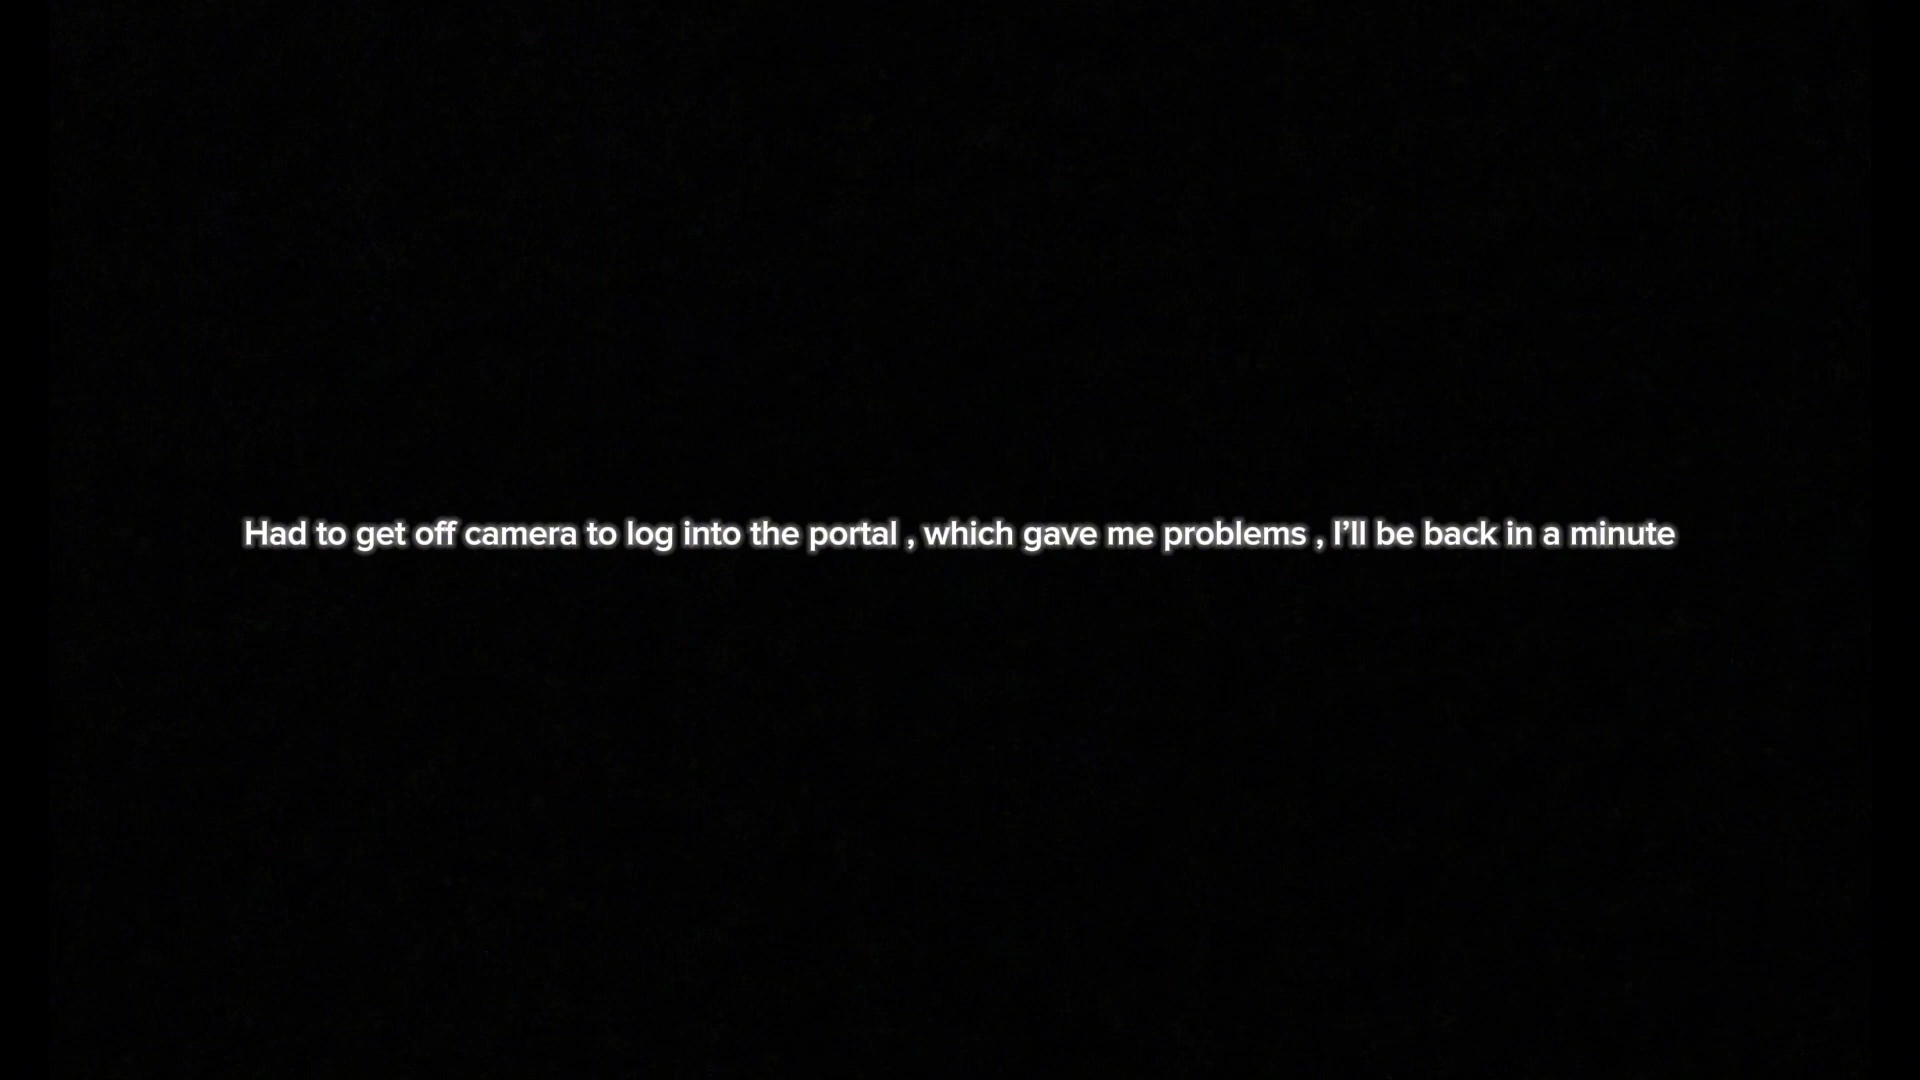 Had to get off camera to log into the portal , which gave me problems , I’ll be back in a minute